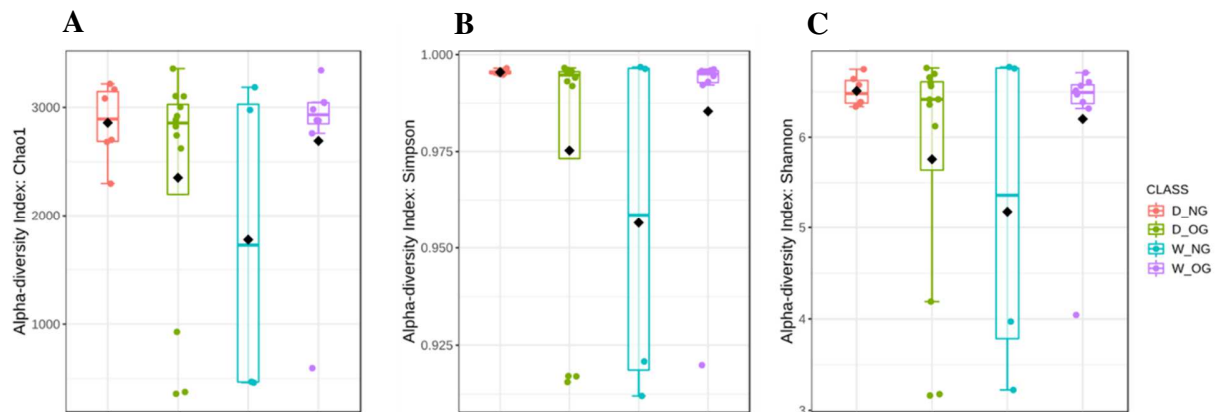 A
B
C
Alpha-diversity Index: Chao1
3000
2000
1000
Alpha-diversity Index: Simpson
1.000
0.975
0.950
0.925
Alpha-diversity Index: Shannon
6
5
4
3
CLASS
D_NG
D_OG
W_NG
W_OG